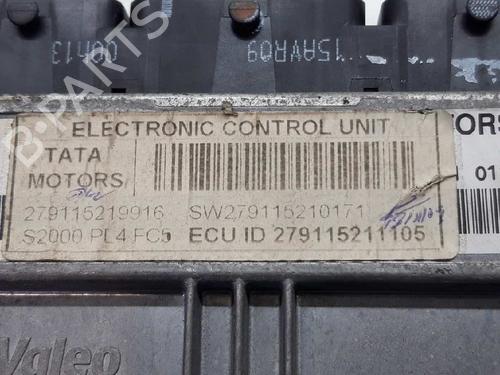 00h13
15AVR09
ELECTRONIC CONTROL UNIT
TATA
MOTORS
279115219916 SW279115210171
S2000 PL4 FC5 ECU ID 279115211105
ORS
01
Valeo
B-PARTS